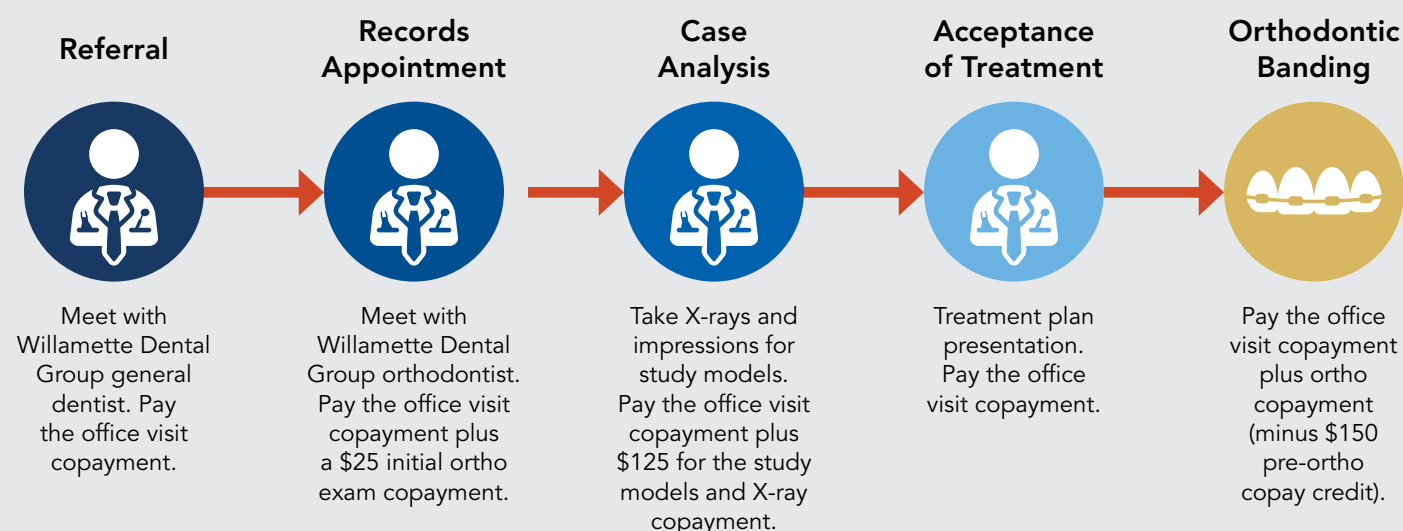 Referral
Meet with
Willamette Dental
Group general
dentist. Pay
the office visit
copayment.
Records
Appointment
Meet with
Willamette Dental
Group orthodontist.
Pay the office visit
copayment plus
a $25 initial ortho
exam copayment.
Case
Analysis
Take X-rays and
impressions for
study models.
Pay the office visit
copayment plus
$125 for the study
models and X-ray
copayment.
Acceptance
of Treatment
Treatment plan
presentation.
Pay the office
visit copayment.
Orthodontic
Banding
Pay the office
visit copayment
plus ortho
copayment
(minus $150
pre-ortho
copay credit).